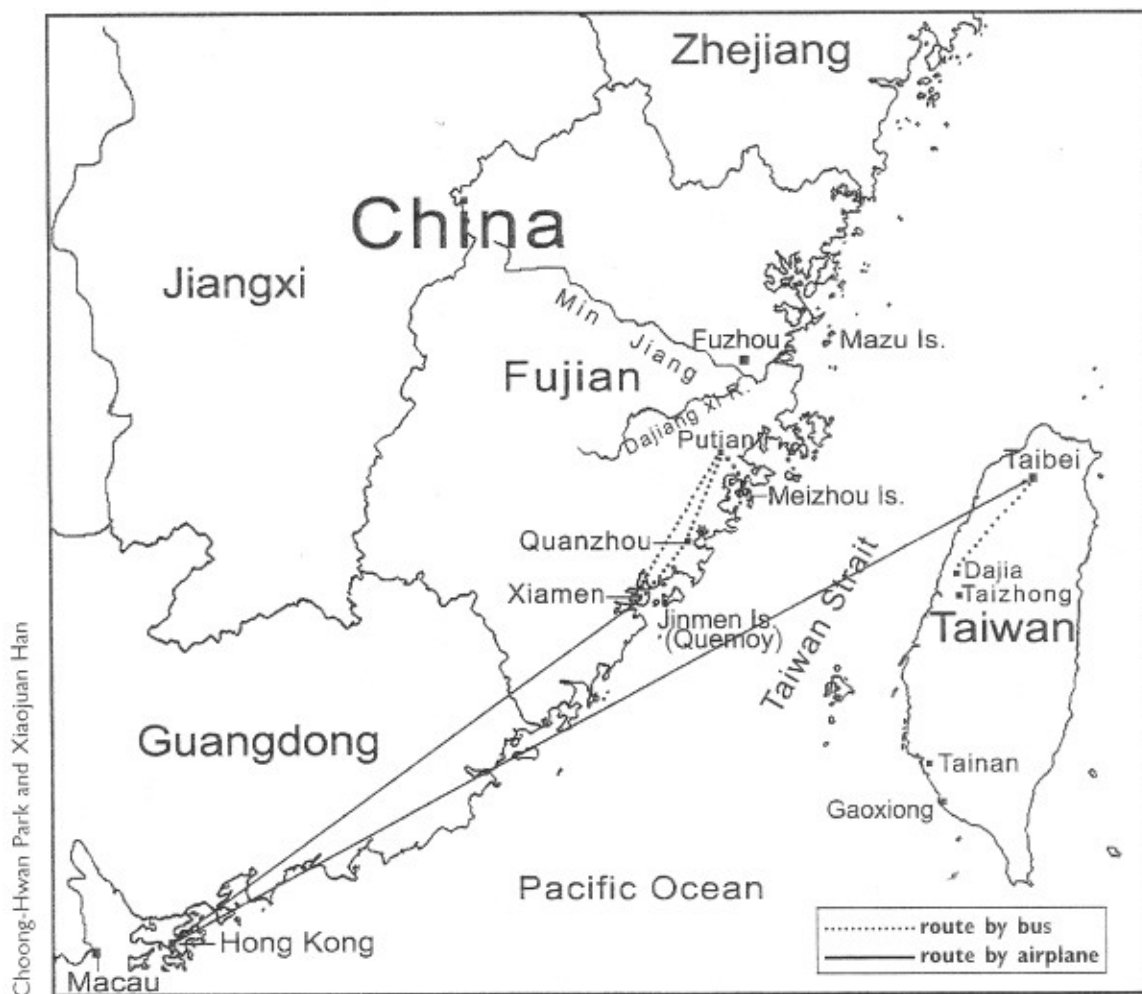 Zhejiang
China
Jiangxi
Min Jiang
Fuzhou
Mazu Is.
Fujian
Dajiang xi R.
Putian
Taibei
Meizhou Is.
Quanzhou
Dajia
Xiamen
Taizhong
Jinmen Is.
(Quemoy)
Taiwan
Taiwan Strait
Guangdong
Tainan
Gaoxiong
Pacific Ocean
route by bus
route by airplane
Hong Kong
Macau
Choong-Hwan Park and Xiaojuan Han